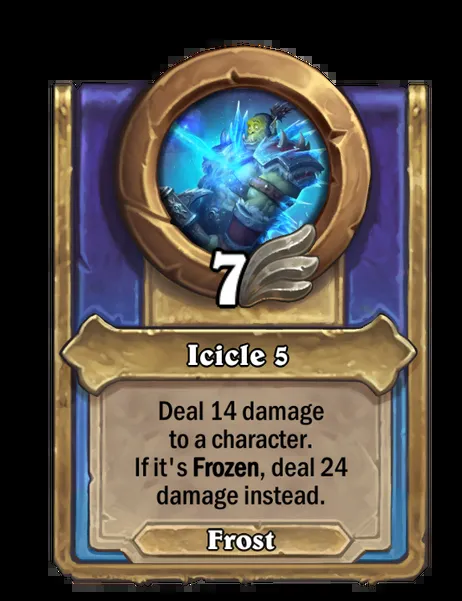 7
Icicle 5
Deal 14 damage
to a character.
If it's Frozen, deal 24
damage instead.
Frost